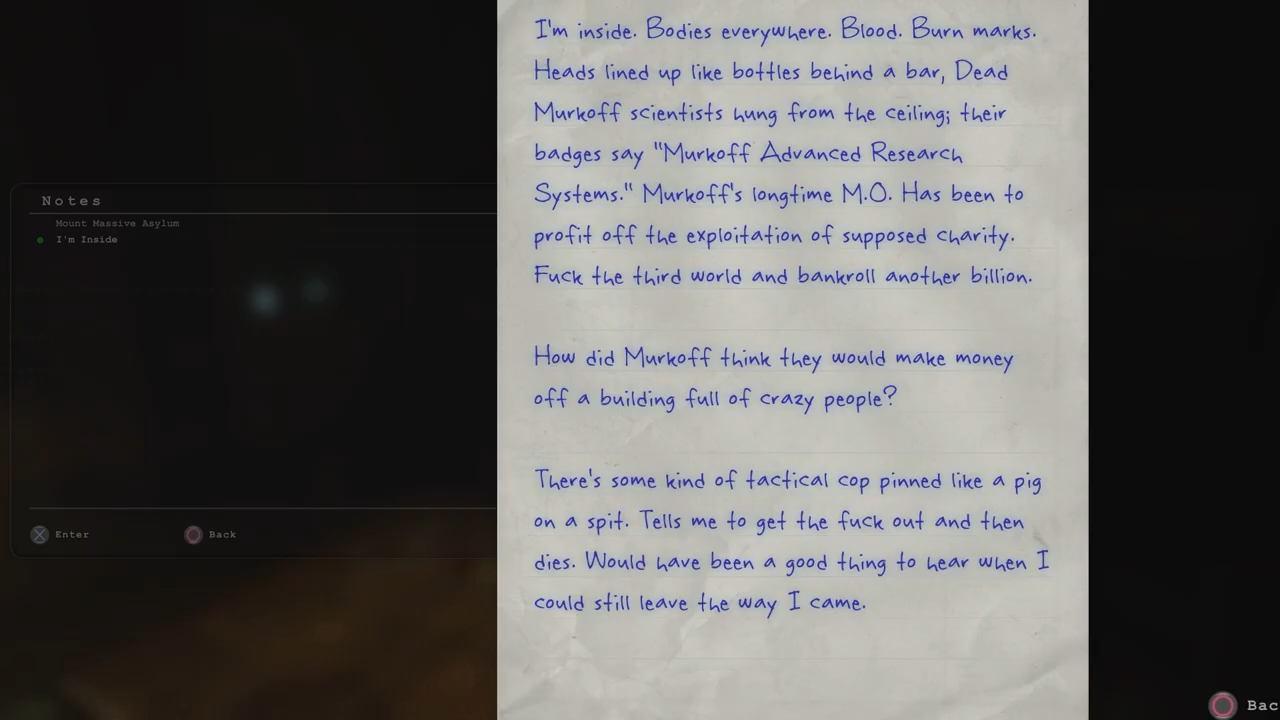 Notes
Mount Massive Asylum
I'm Inside
Enter
Back
I'm inside. Bodies everywhere. Blood. Burn marks.
Heads lined up like bottles behind a bar, Dead
Murkoff scientists hung from the ceiling; their
badges say "Murkoff Advanced Research
Systems." Murkoff's longtime M.O. Has been to
profit off the exploitation of supposed charity.
Fuck the third world and bankroll another billion.
How did Murkoff think they would make money
off a building full of crazy people?
There's some kind of tactical cop pinned like a pig
on a spit. Tells me to get the fuck out and then
dies. Would have been a good thing to hear when I
could still leave the way I came.
Bac